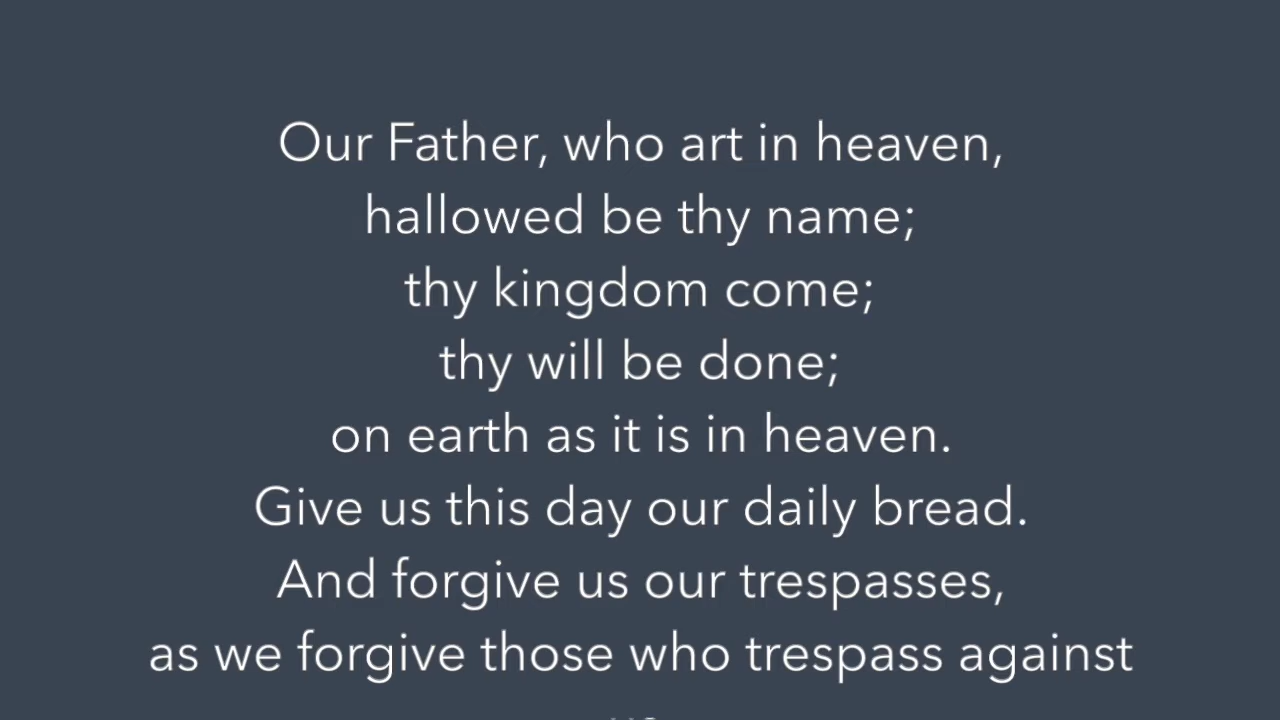 Our Father, who art in heaven,
hallowed be thy name;
thy kingdom come;
thy will be done;
on earth as it is in heaven.
Give us this day our daily bread.
And forgive us our trespasses,
as we forgive those who trespass against